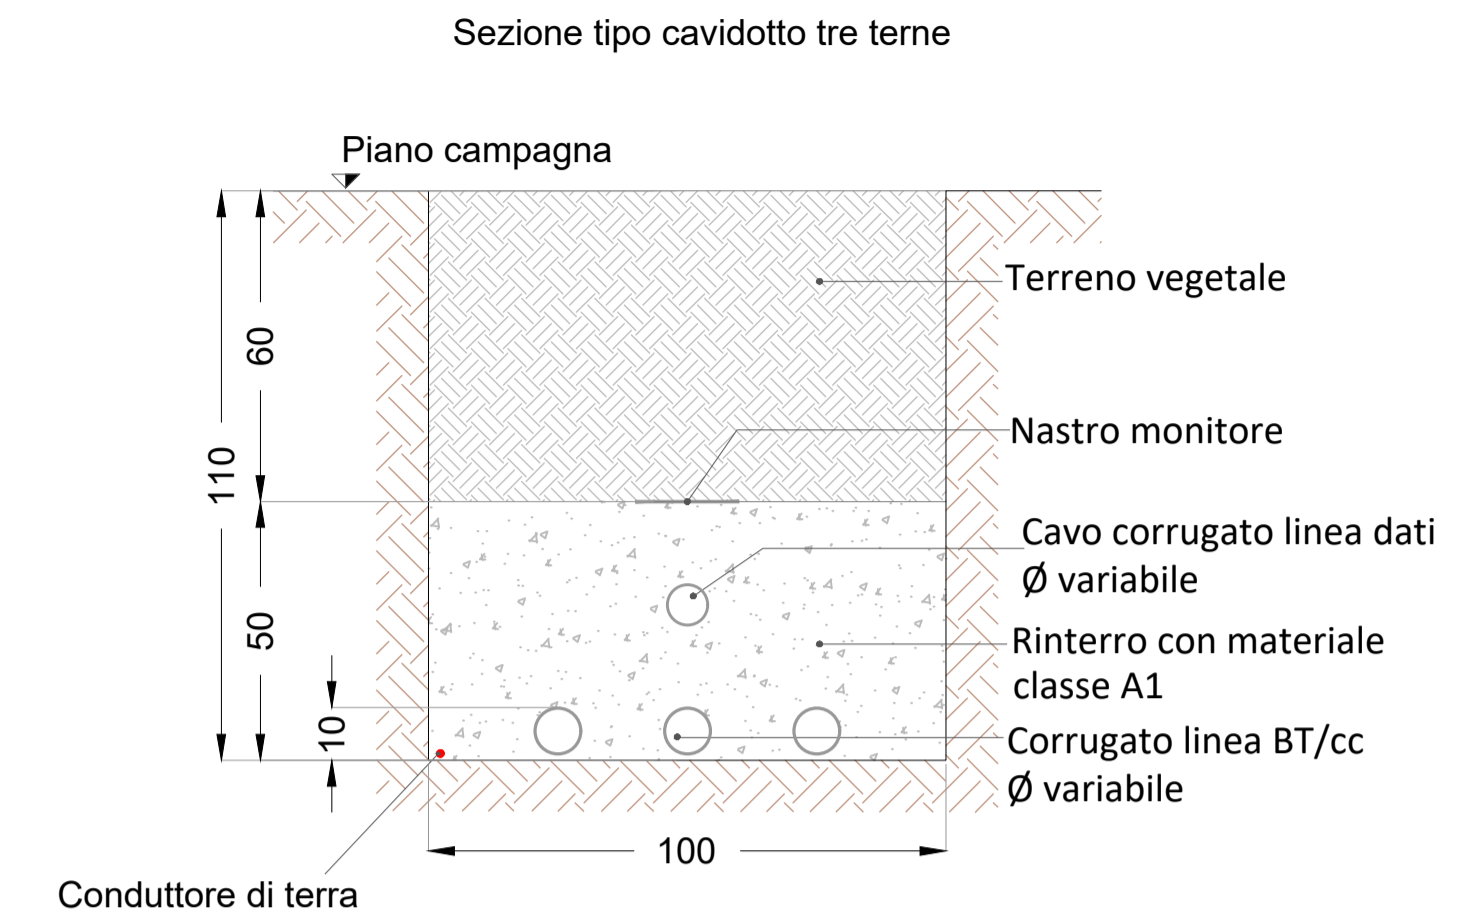 Sezione tipo cavidotto tre terne
Piano campagna
Terreno vegetale
60
Nastro monitore
110
Cavo corrugato linea dati
Ø variabile
50
Rinterro con materiale
classe A1
10
Corrugato linea BT/cc
Ø variabile
100
Conduttore di terra